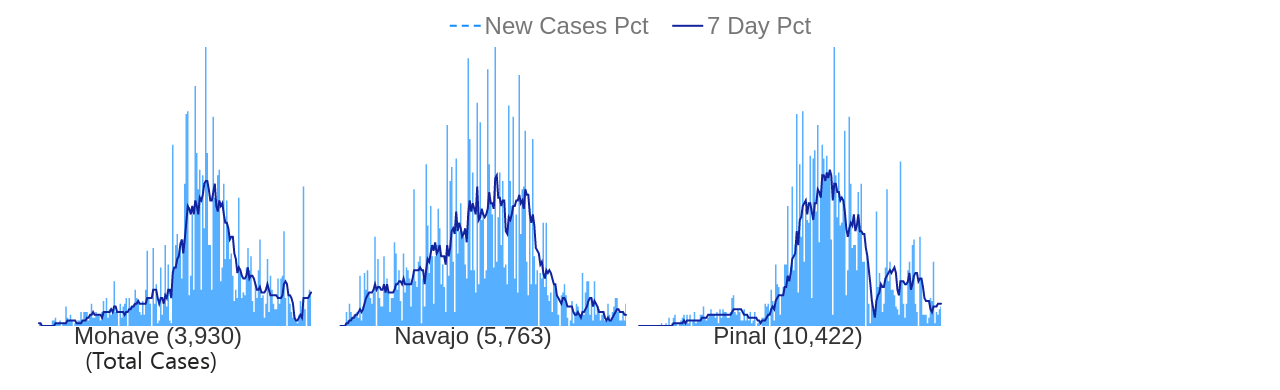 New Cases Pct 7 Day Pct
Mohave (3,930) Navajo (5,763) Pinal (10,422)
(Total Cases)